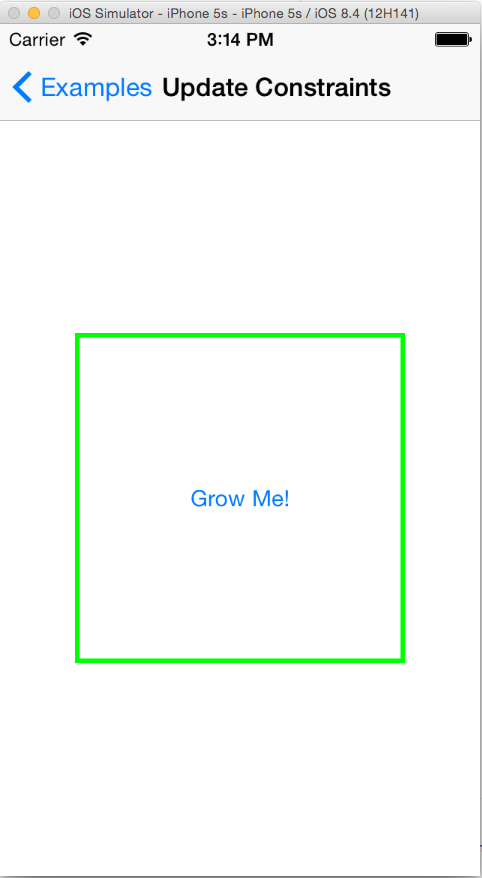 iOS Simulator - iPhone 5s - iPhone 5s / iOS 8.4 (12H141)
Carrier 3:14 PM
Examples Update Constraints
Grow Me!